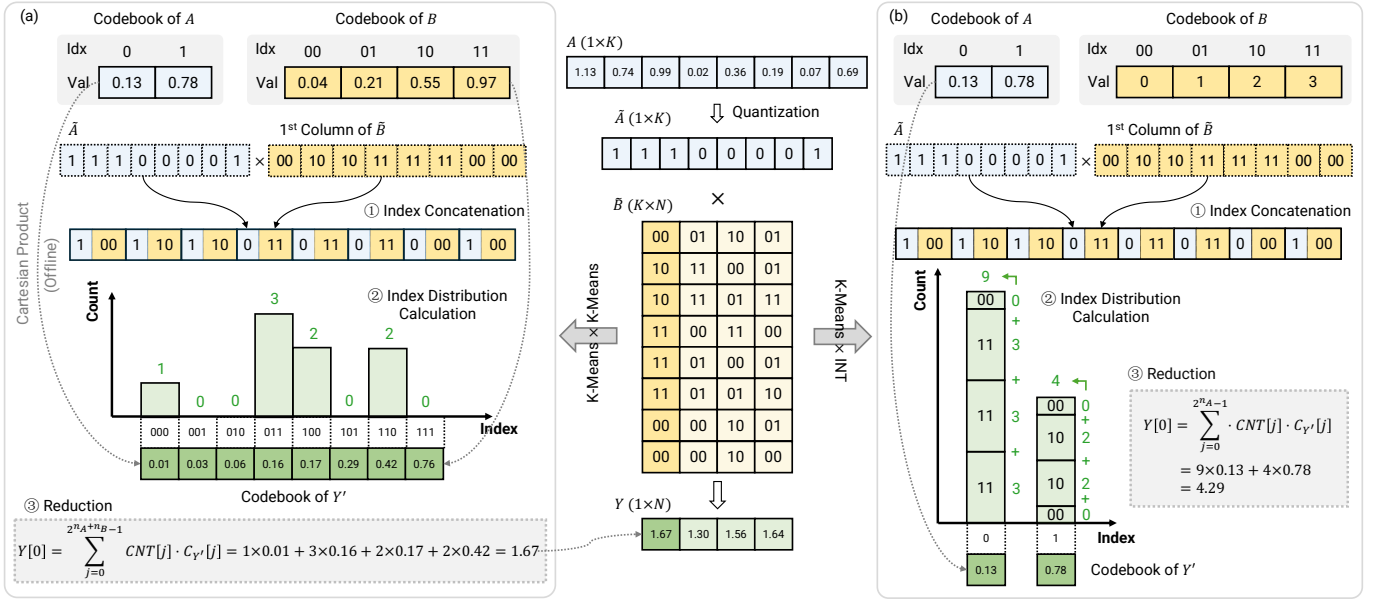 (a)
Codebook of A
Codebook of B
Idx 0 1
Val 0.13 0.78
Idx 00 01 10 11
Val 0.04 0.21 0.55 0.97
Ã
1st Column of B̃
1 1 1 0 0 0 0 1 × 00 10 10 11 11 11 00 00
① Index Concatenation
1 00 1 10 1 10 0 11 0 11 0 11 0 00 1 00
Cartesian Product
(Offline)
② Index Distribution
Calculation
Count
1 0 0 3 2 0 2 0
000 001 010 011 100 101 110 111
Index
0.01 0.03 0.06 0.16 0.17 0.29 0.42 0.76
Codebook of Y′
③ Reduction
Y[0] = ∑_{j=0}^{2^{n_A+n_B}−1} CNT[j] · C_{Y′}[j] = 1×0.01 + 3×0.16 + 2×0.17 + 2×0.42 = 1.67
A (1×K)
1.13 0.74 0.99 0.02 0.36 0.19 0.07 0.69
Quantization
Ã (1×K)
1 1 1 0 0 0 0 1
×
B̃ (K×N)
00 01 10 01
10 11 00 01
10 11 01 11
11 00 11 00
11 01 00 01
11 01 01 10
00 00 10 00
00 00 10 00
K-Means × K-Means
K-Means × INT
Y (1×N)
1.67 1.30 1.56 1.64
(b)
Codebook of A
Codebook of B
Idx 0 1
Val 0.13 0.78
Idx 00 01 10 11
Val 0 1 2 3
Ã
1st Column of B̃
1 1 1 0 0 0 0 1 × 00 10 10 11 11 11 00 00
① Index Concatenation
1 00 1 10 1 10 0 11 0 11 0 11 0 00 1 00
Count
② Index Distribution
Calculation
9
00 0
+
11 3
+
11 3
+
11 3
4
00 0
+
10 2
+
10 2
+
00 0
0 1
Index
0.13 0.78
Codebook of Y′
③ Reduction
Y[0] = ∑_{j=0}^{2^{n_A−1}} · CNT[j] · C_{Y′}[j]
= 9×0.13 + 4×0.78
= 4.29